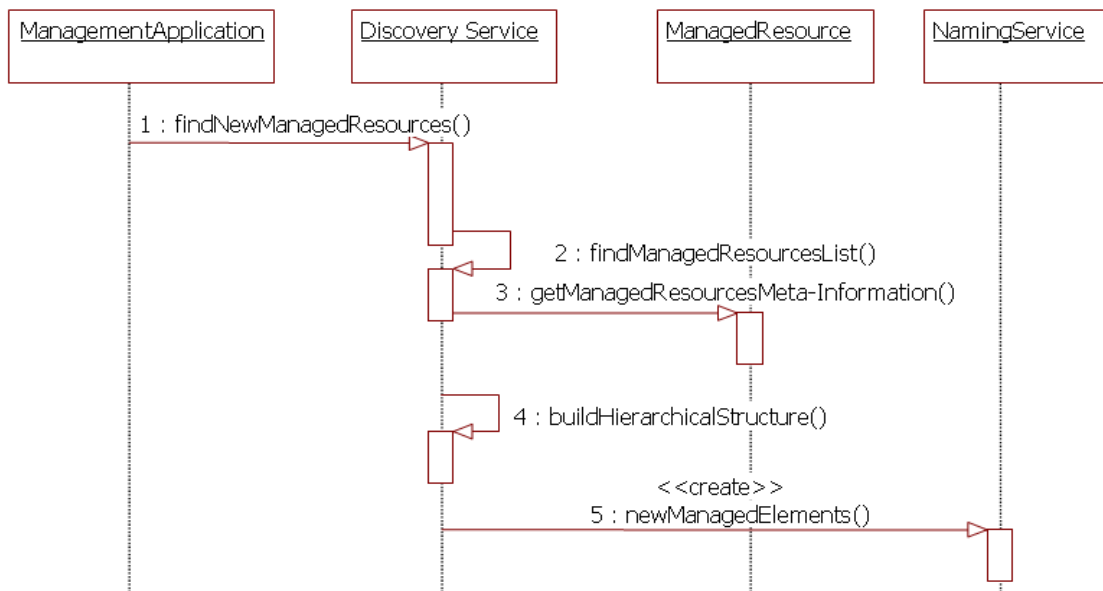 ManagementApplication
Discovery Service
ManagedResource
NamingService
1 : findNewManagedResources()
2 : findManagedResourcesList()
3 : getManagedResourcesMeta-Information()
4 : buildHierarchicalStructure()
<<create>>
5 : newManagedElements()